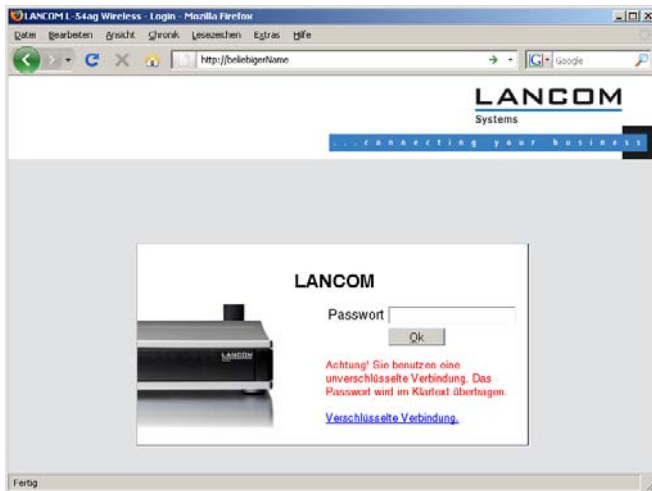 LANCOM L-54ag Wireless - Login - Mozilla Firefox
Datei Bearbeiten Ansicht Chronik Lesezeichen Extras Hilfe
http://beliebigerName
Google
LANCOM
Systems
...connecting your business
LANCOM
Passwort
Ok
LANCOM
Achtung! Sie benutzen eine
unverschlüsselte Verbindung. Das
Passwort wird im Klartext übertragen.
Verschlüsselte Verbindung.
Fertig